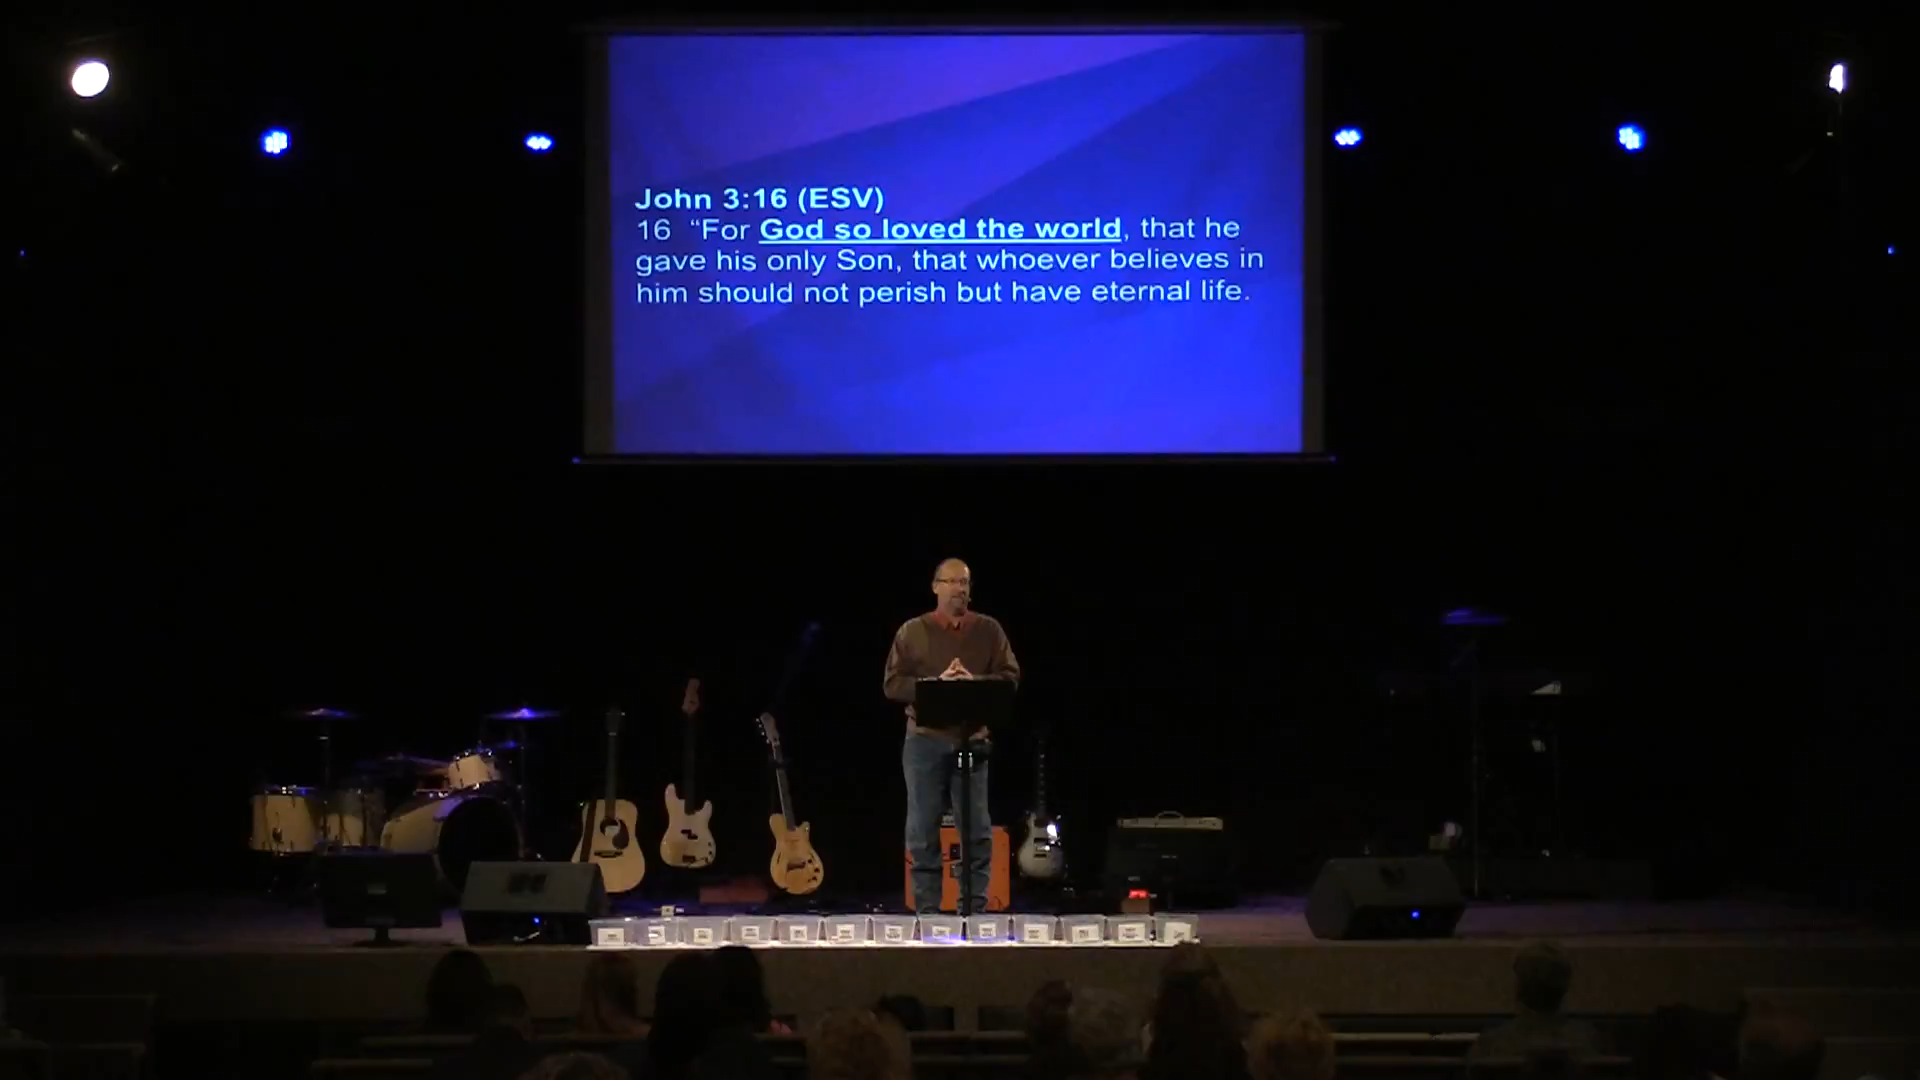 John 3:16 (ESV)
16 “For God so loved the world, that he
gave his only Son, that whoever believes in
him should not perish but have eternal life.